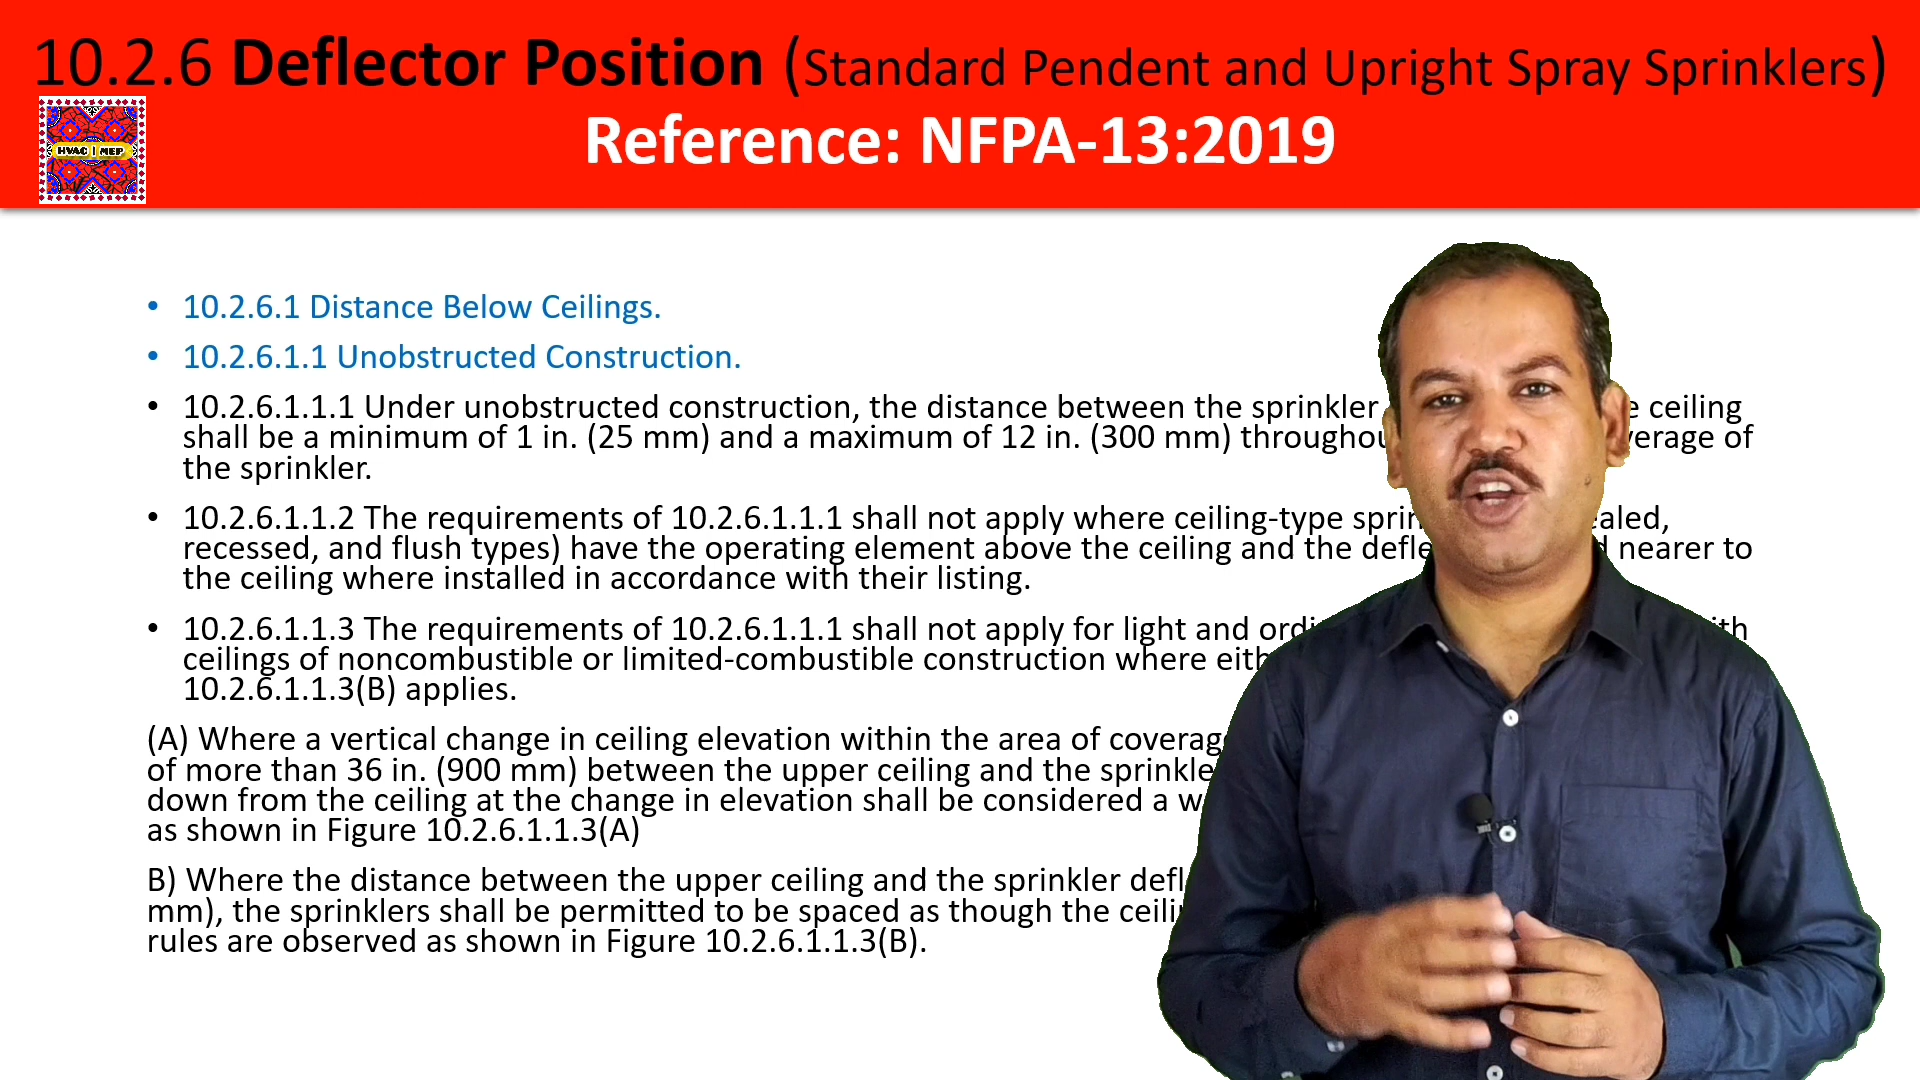 10.2.6 Deflector Position (Standard Pendent and Upright Spray Sprinklers)
Reference: NFPA-13:2019
HVAC | MEP
• 10.2.6.1 Distance Below Ceilings.
• 10.2.6.1.1 Unobstructed Construction.
• 10.2.6.1.1.1 Under unobstructed construction, the distance between the sprinkler ceiling
shall be a minimum of 1 in. (25 mm) and a maximum of 12 in. (300 mm) of
the sprinkler.
• 10.2.6.1.1.2 The requirements of 10.2.6.1.1.1 shall not apply where ceiling-type
recessed, and flush types) have the operating element above the ceiling and the nearer to
the ceiling where installed in accordance with their listing.
• 10.2.6.1.1.3 The requirements of 10.2.6.1.1.1 shall not apply for light and
ceilings of noncombustible or limited-combustible construction where
10.2.6.1.1.3(B) applies.
(A) Where a vertical change in ceiling elevation within the area of
of more than 36 in. (900 mm) between the upper ceiling and the
down from the ceiling at the change in elevation shall be considered a
as shown in Figure 10.2.6.1.1.3(A)
B) Where the distance between the upper ceiling and the sprinkler
mm), the sprinklers shall be permitted to be spaced as though the
rules are observed as shown in Figure 10.2.6.1.1.3(B).